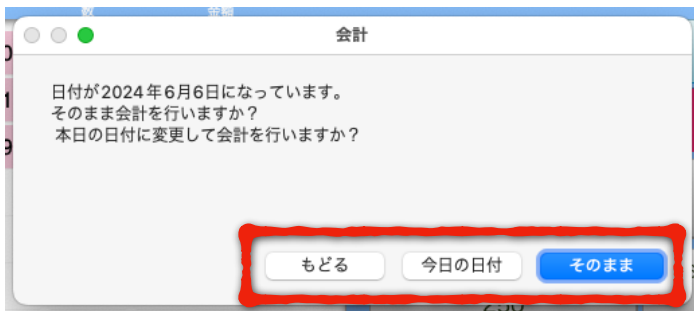 数 金額
会計
日付が2024年6月6日になっています。
そのまま会計を行いますか？
本日の日付に変更して会計を行いますか？
もどる 今日の日付 そのまま